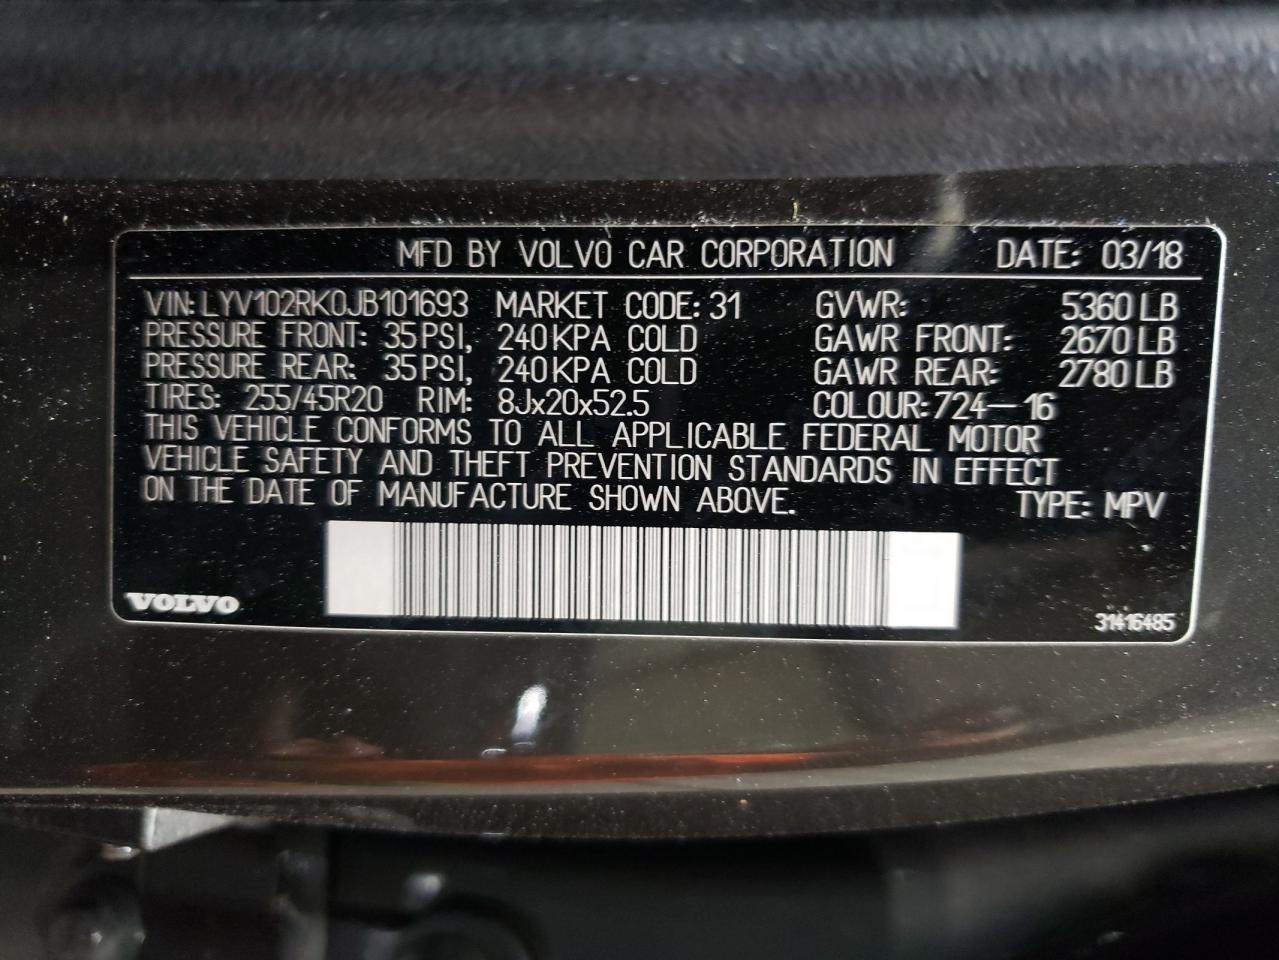 MFD BY VOLVO CAR CORPORATION DATE: 03/18
VIN: LYV102RK0JB101693 MARKET CODE: 31 GVWR: 5360 LB
PRESSURE FRONT: 35 PSI, 240 KPA COLD GAWR FRONT: 2670 LB
PRESSURE REAR: 35 PSI, 240 KPA COLD GAWR REAR: 2780 LB
TIRES: 255/45R20 RIM: 8Jx20x52.5 COLOUR: 724-16
THIS VEHICLE CONFORMS TO ALL APPLICABLE FEDERAL MOTOR
VEHICLE SAFETY AND THEFT PREVENTION STANDARDS IN EFFECT
ON THE DATE OF MANUFACTURE SHOWN ABOVE. TYPE: MPV
VOLVO 31416485